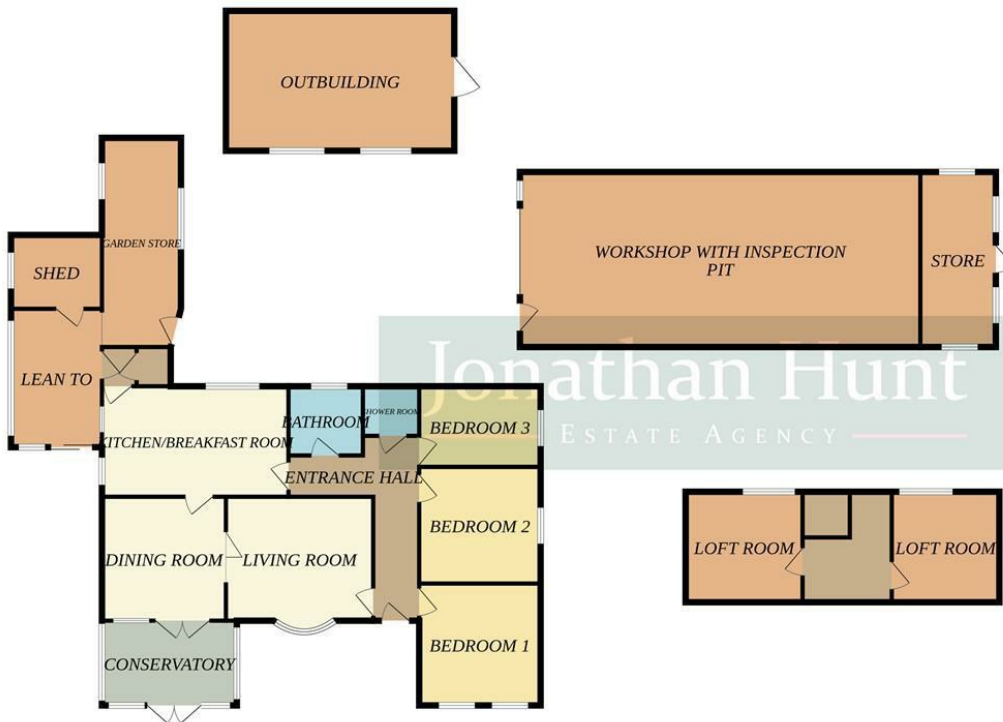 OUTBUILDING
GARDEN STORE
SHED
WORKSHOP WITH INSPECTION
PIT
STORE
LEAN TO
Jonathan Hunt
ESTATE AGENCY
BATHROOM
SHOWER ROOM
BEDROOM 3
KITCHEN/BREAKFAST ROOM
ENTRANCE HALL
BEDROOM 2
DINING ROOM
LIVING ROOM
LOFT ROOM
LOFT ROOM
BEDROOM 1
CONSERVATORY